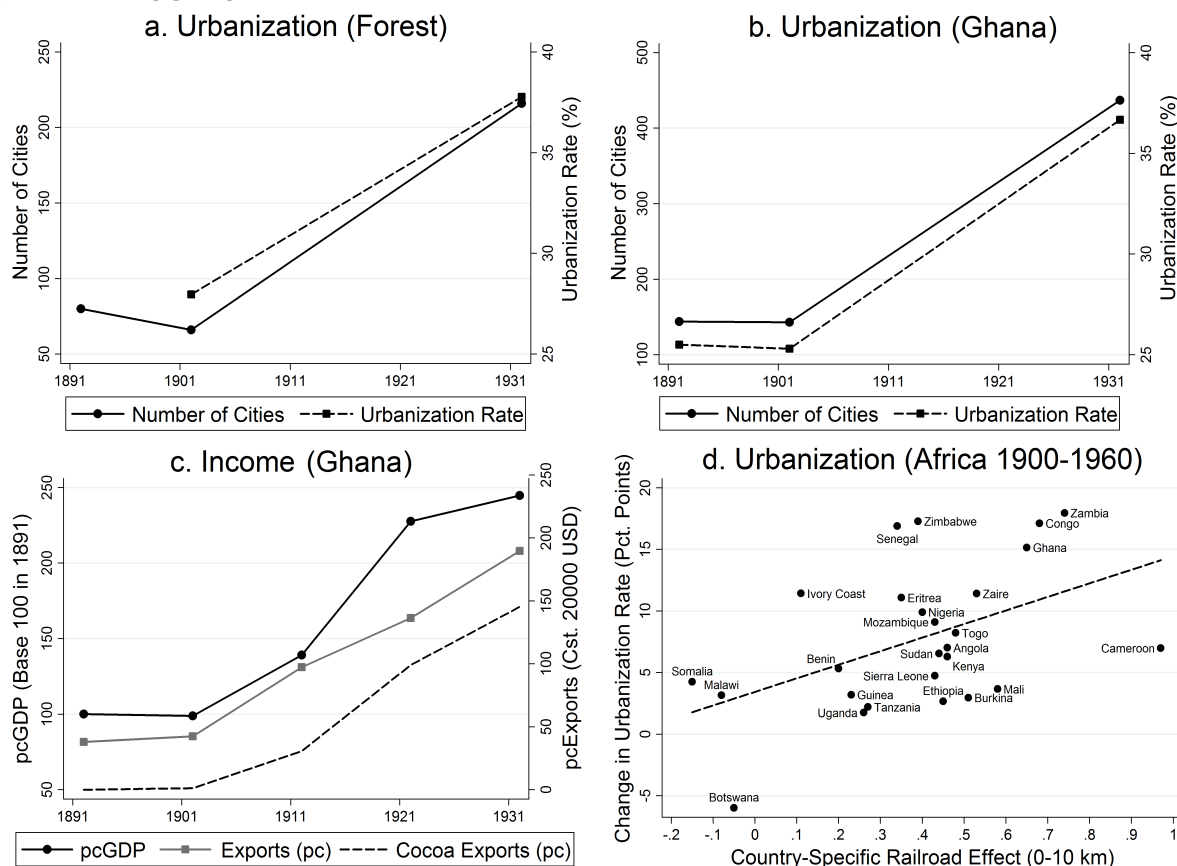 a. Urbanization (Forest)
250
200
150
100
50
Number of Cities
40
35
30
25
Urbanization Rate (%)
1891 1901 1911 1921 1931
Number of Cities Urbanization Rate
b. Urbanization (Ghana)
500
400
300
200
100
Number of Cities
40
35
30
25
Urbanization Rate (%)
1891 1901 1911 1921 1931
Number of Cities Urbanization Rate
c. Income (Ghana)
250
200
150
100
50
pcGDP (Base 100 in 1891)
250
200
150
100
50
0
pcExports (Cst. 20000 USD)
1891 1901 1911 1921 1931
pcGDP Exports (pc) Cocoa Exports (pc)
d. Urbanization (Africa 1900-1960)
20
15
10
5
0
-5
Change in Urbanization Rate (Pct. Points)
Zambia
Zimbabwe
Congo
Senegal
Ghana
Ivory Coast
Eritrea
Zaire
Nigeria
Mozambique
Togo
Angola
Sudan
Kenya
Cameroon
Benin
Somalia
Malawi
Sierra Leone
Guinea
Ethiopia
Mali
Burkina
Uganda
Tanzania
Botswana
-.2 -.1 0 .1 .2 .3 .4 .5 .6 .7 .8 .9 1
Country-Specific Railroad Effect (0-10 km)